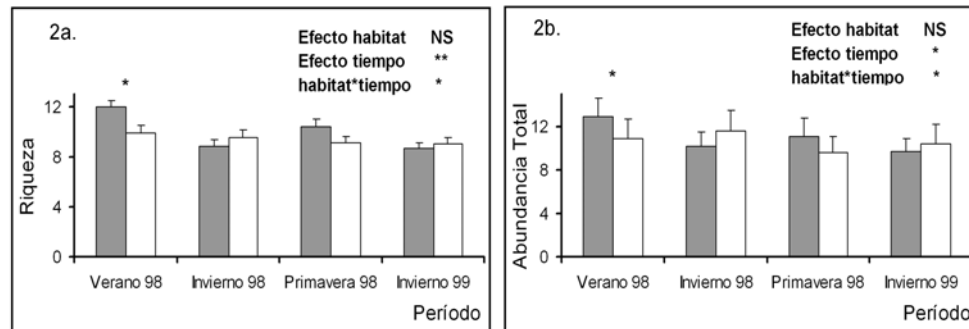 2a.
Efecto habitat NS
Efecto tiempo **
habitat*tiempo *
*
12
8
4
0
Riqueza
Verano 98 Invierno 98 Primavera 98 Invierno 99
Período
2b.
Efecto habitat NS
Efecto tiempo *
habitat*tiempo *
*
12
8
4
0
Abundancia Total
Verano 98 Invierno 98 Primavera 98 Invierno 99
Período